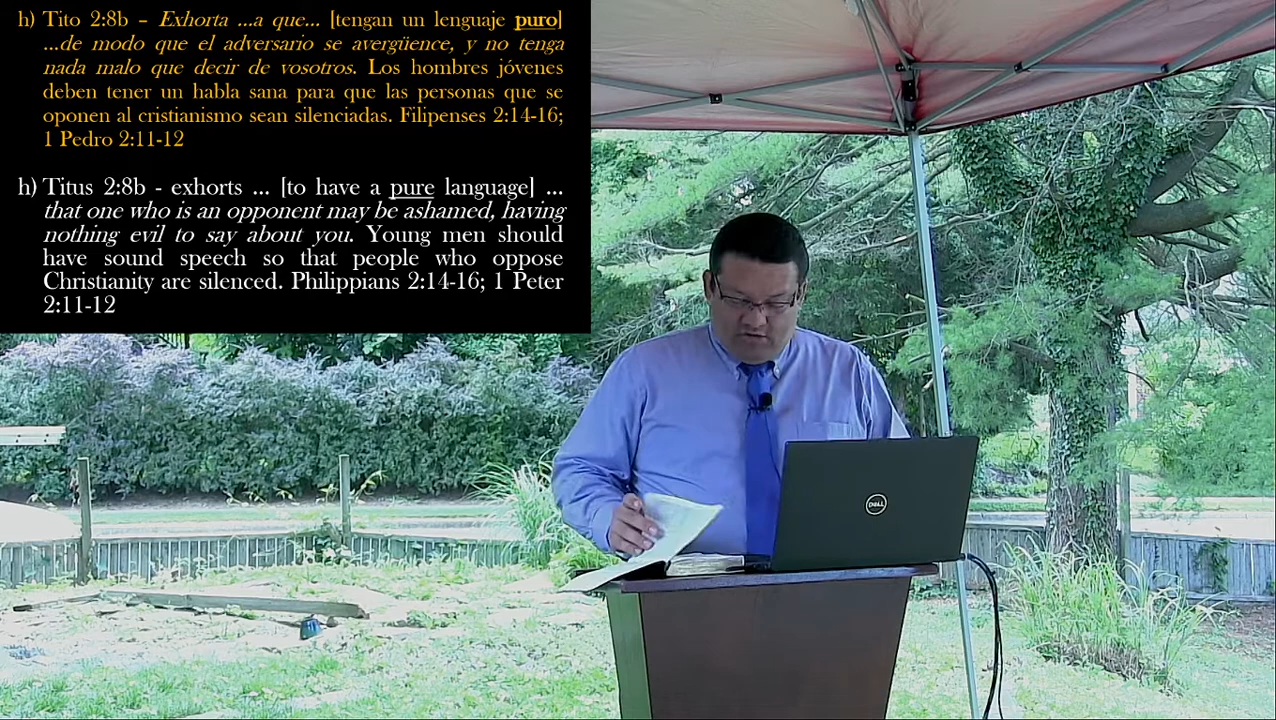 h) Tito 2:8b – Exhorta ...a que... [tengan un lenguaje puro]
...de modo que el adversario se avergüence, y no tenga
nada malo que decir de vosotros. Los hombres jóvenes
deben tener un habla sana para que las personas que se
oponen al cristianismo sean silenciadas. Filipenses 2:14-16;
1 Pedro 2:11-12
h) Titus 2:8b - exhorts ... [to have a pure language] ...
that one who is an opponent may be ashamed, having
nothing evil to say about you. Young men should
have sound speech so that people who oppose
Christianity are silenced. Philippians 2:14-16; 1 Peter
2:11-12
DELL